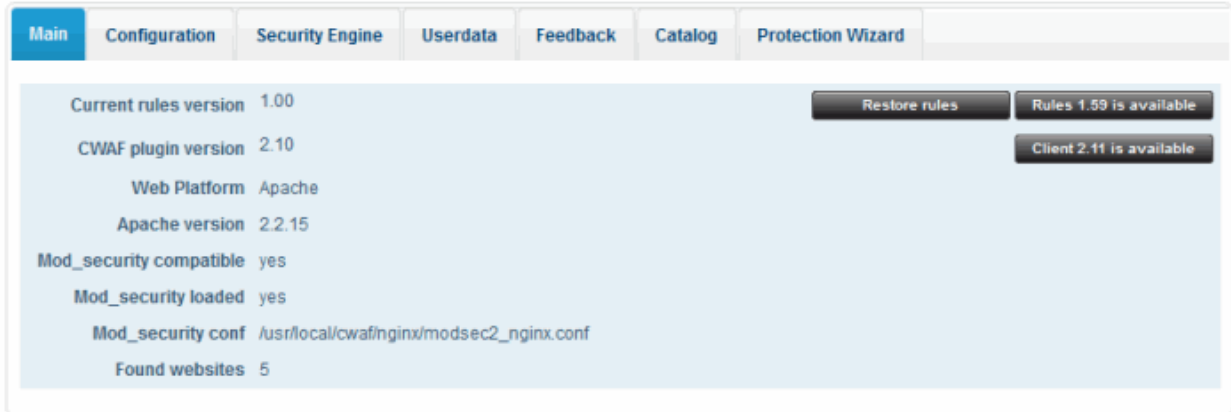 Main Configuration Security Engine Userdata Feedback Catalog Protection Wizard
Current rules version 1.00 Restore rules Rules 1.59 is available
CWAF plugin version 2.10 Client 2.11 is available
Web Platform Apache
Apache version 2.2.15
Mod_security compatible yes
Mod_security loaded yes
Mod_security conf /usr/local/cwaf/nginx/modsec2_nginx.conf
Found websites 5